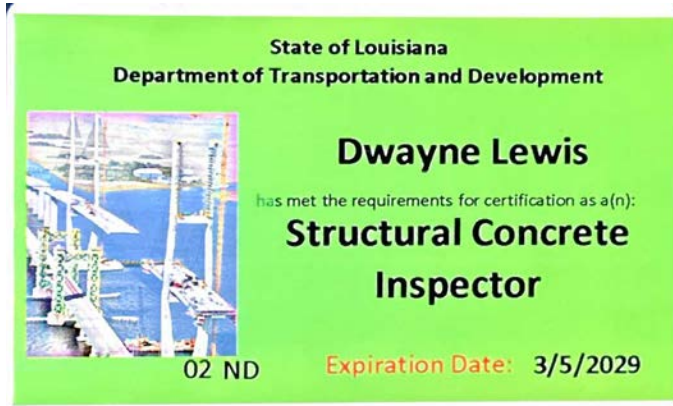 State of Louisiana
Department of Transportation and Development
Dwayne Lewis
has met the requirements for certification as a(n):
Structural Concrete
Inspector
02 ND
Expiration Date: 3/5/2029